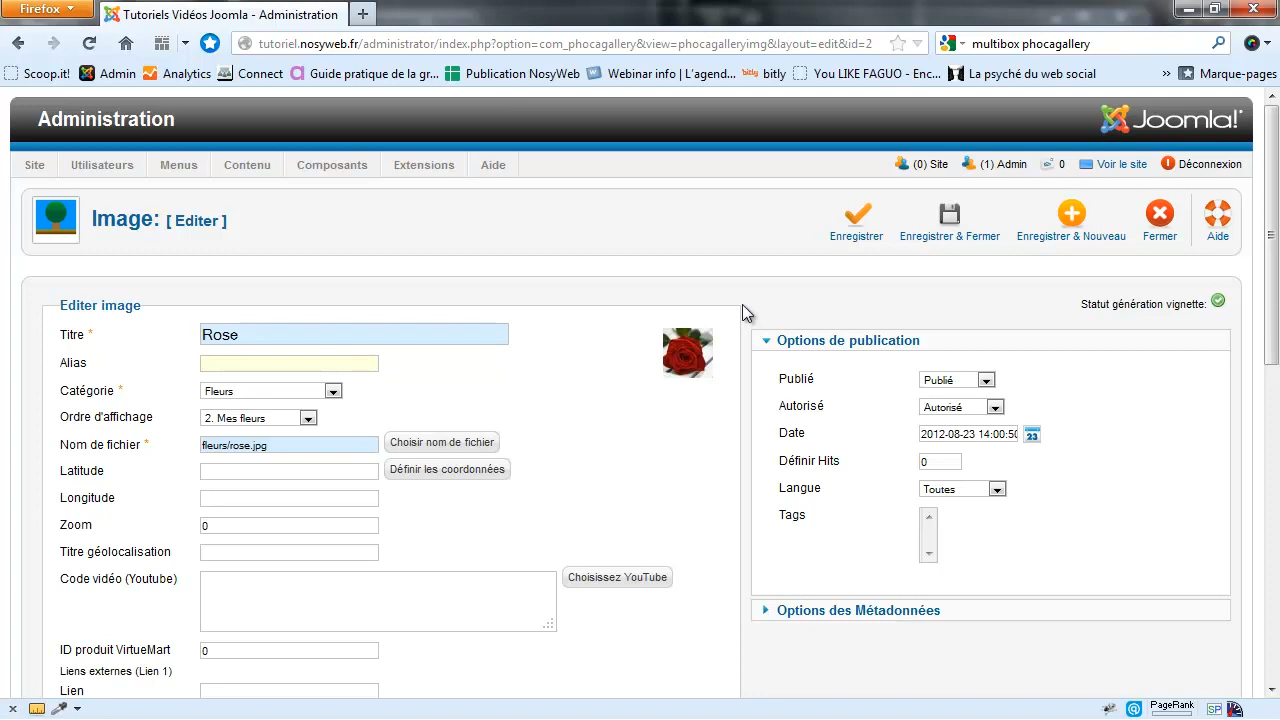 Firefox
Tutoriels Vidéos Joomla - Administration
tutoriel.nosyweb.fr/administrator/index.php?option=com_phocagallery&view=phocagalleryimg&layout=edit&id=2
multibox phocagallery
Scoop.it! Admin Analytics Connect Guide pratique de la gr... Publication NosyWeb Webinar info | L'agend... bitly bitly You LIKE FAGUO - Enc... La psyché du web social » Marque-pages
Administration
Joomla!
Site Utilisateurs Menus Contenu Composants Extensions Aide
(0) Site (1) Admin 0 Voir le site Déconnexion
Image: [ Editer ]
Enregistrer Enregistrer & Fermer Enregistrer & Nouveau Fermer Aide
Statut génération vignette:
Editer image
Titre * Rose
Alias
Catégorie * Fleurs
Ordre d'affichage 2. Mes fleurs
Nom de fichier * fleurs/rose.jpg Choisir nom de fichier
Latitude Définir les coordonnées
Longitude
Zoom 0
Titre géolocalisation
Code vidéo (Youtube) Choisissez YouTube
ID produit VirtueMart 0
Liens externes (Lien 1)
Lien
Options de publication
Publié Publié
Autorisé Autorisé
Date 2012-08-23 14:00:50 23
Définir Hits 0
Langue Toutes
Tags
Options des Métadonnées
PageRank
SP